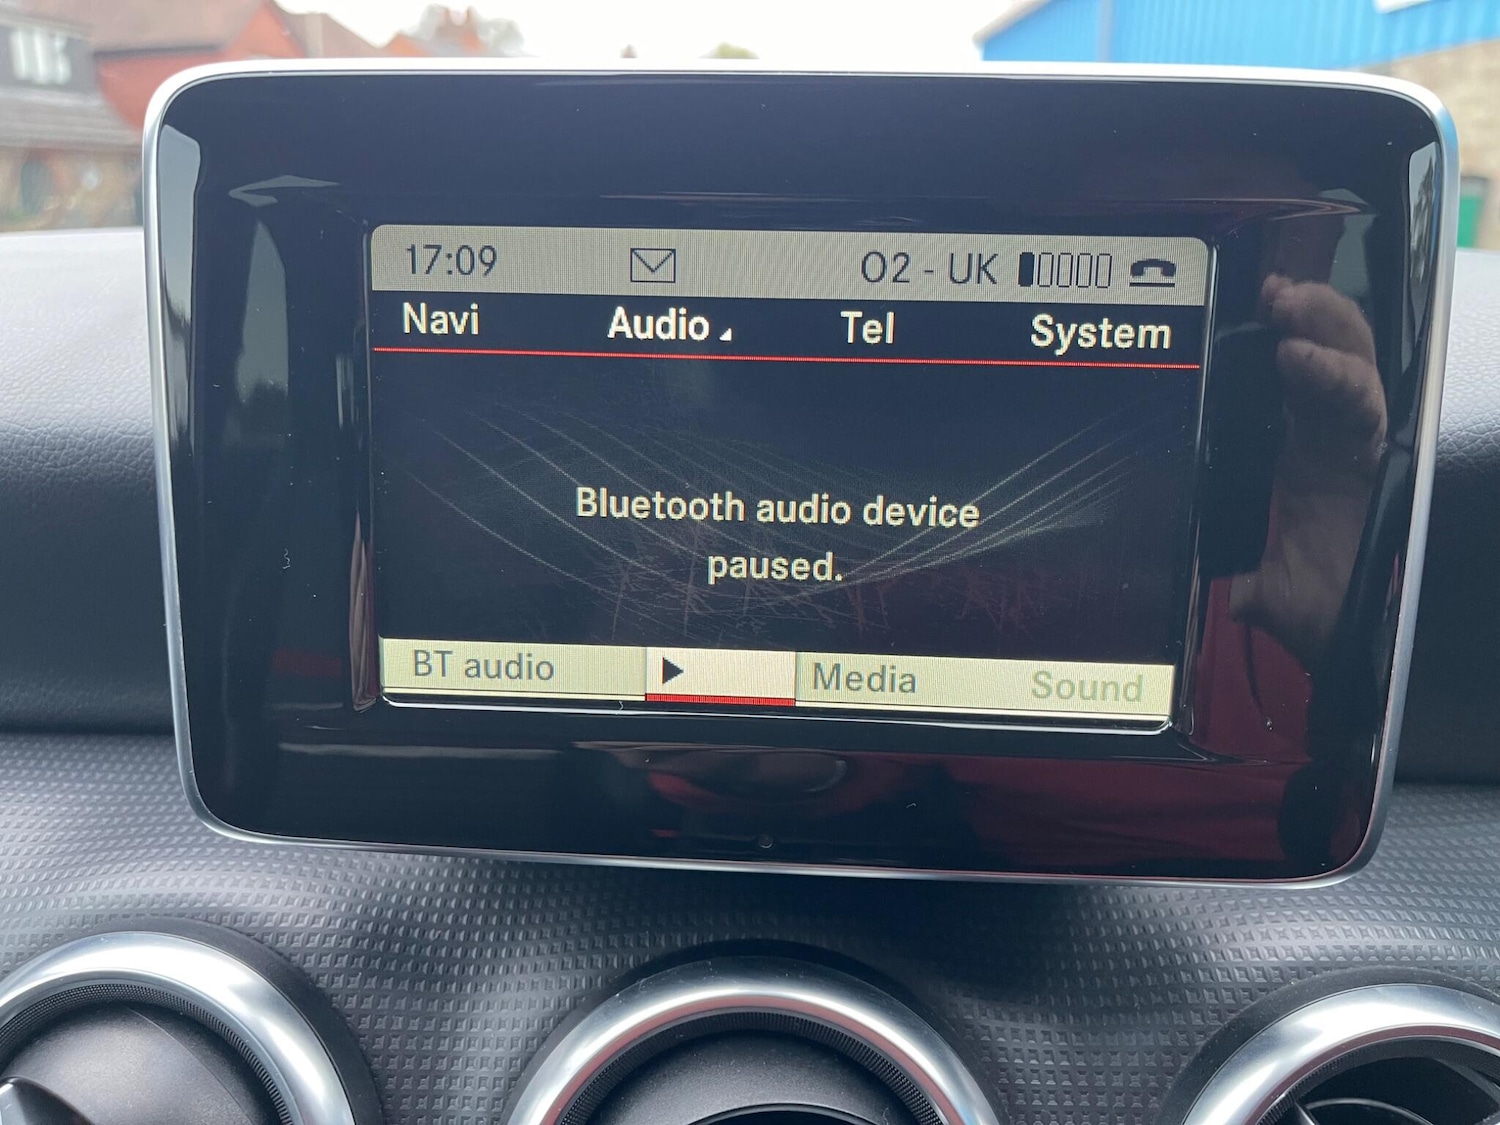 17:09 O2 - UK
Navi Audio Tel System
Bluetooth audio device
paused.
BT audio Media Sound